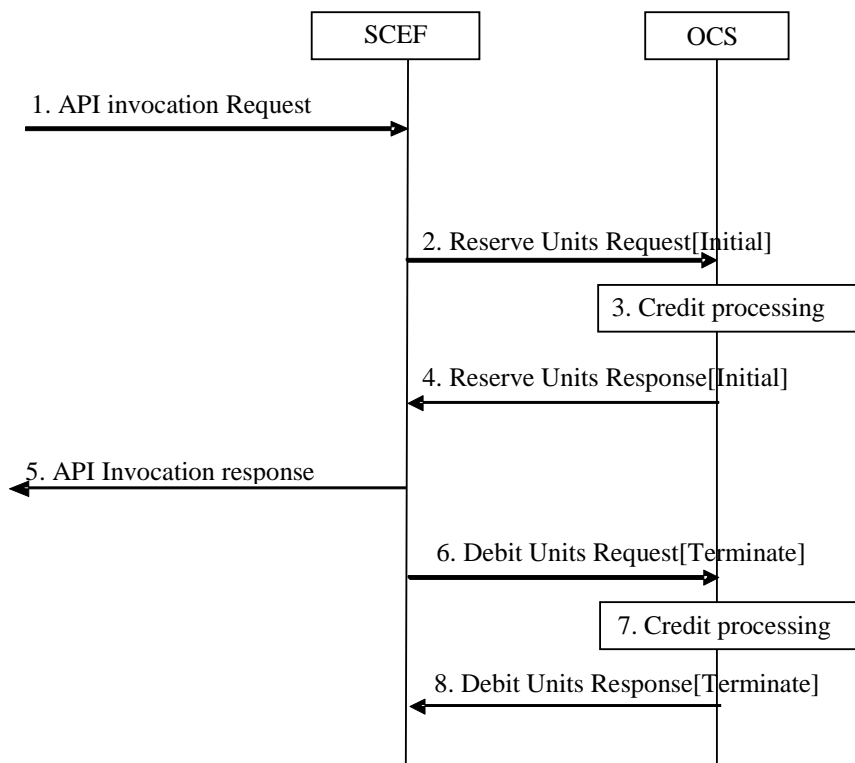 SCEF
OCS
1. API invocation Request
2. Reserve Units Request[Initial]
3. Credit processing
4. Reserve Units Response[Initial]
5. API Invocation response
6. Debit Units Request[Terminate]
7. Credit processing
8. Debit Units Response[Terminate]